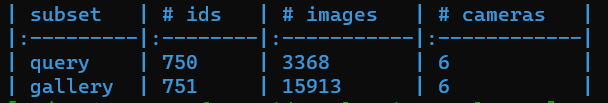 | subset | # ids | # images | # cameras |
|:---------|:--------|:-----------|:------------|
| query | 750 | 3368 | 6 |
| gallery | 751 | 15913 | 6 |